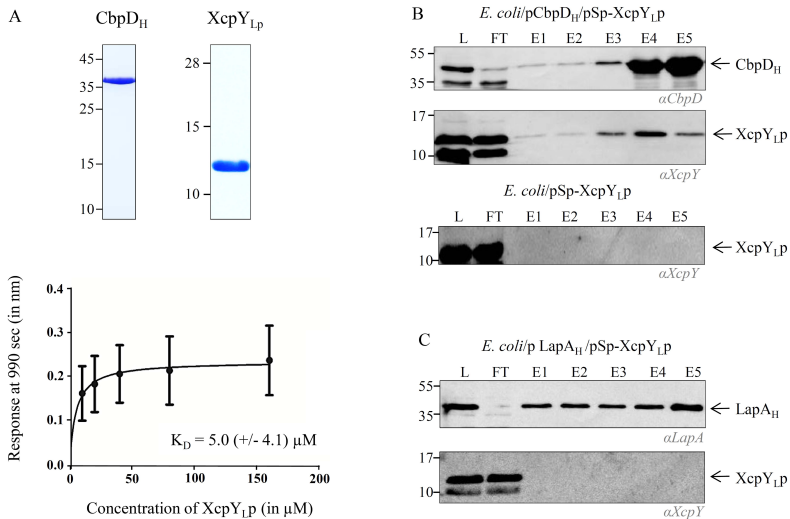 A
CbpDH
XcpYLp
45
35
25
15
10
28
15
10
Response at 990 sec (in nm)
0.4
0.3
0.2
0.1
0.0
KD = 5.0 (+/- 4.1) µM
0 50 100 150 200
Concentration of XcpYLp (in µM)
B
E. coli/pCbpDH/pSp-XcpYLp
L FT E1 E2 E3 E4 E5
55
35
CbpDH
αCbpD
17
10
XcpYLp
αXcpY
E. coli/pSp-XcpYLp
L FT E1 E2 E3 E4 E5
17
10
XcpYLp
αXcpY
C
E. coli/p LapAH/pSp-XcpYLp
L FT E1 E2 E3 E4 E5
55
35
LapAH
αLapA
17
10
XcpYLp
αXcpY